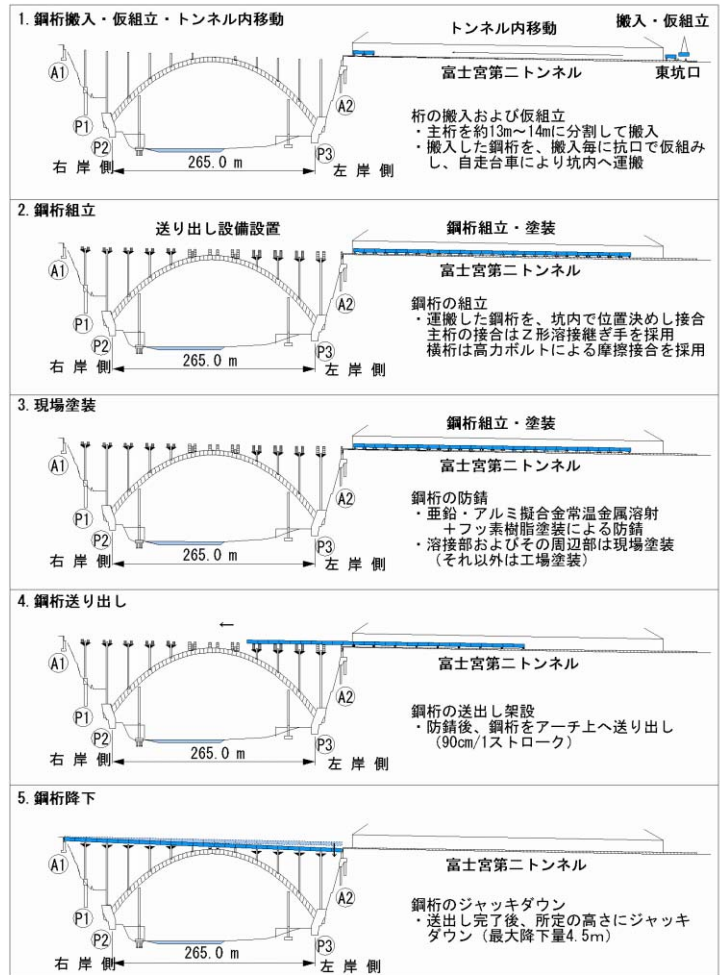 1. 鋼桁搬入・仮組立・トンネル内移動
トンネル内移動
搬入・仮組立
富士宮第二トンネル
東坑口
A1
P1
P2
A2
P3
265.0 m
右 岸 側
左 岸 側
桁の搬入および仮組立
・主桁を約13m～14mに分割して搬入
・搬入した鋼桁を、搬入毎に抗口で仮組み
し、自走台車により坑内へ運搬
2. 鋼桁組立
送り出し設備設置
鋼桁組立・塗装
富士宮第二トンネル
A1
P1
P2
A2
P3
265.0 m
右 岸 側
左 岸 側
鋼桁の組立
・運搬した鋼桁を、坑内で位置決めし接合
主桁の接合はZ形溶接継ぎ手を採用
横桁は高力ボルトによる摩擦接合を採用
3. 現場塗装
鋼桁組立・塗装
富士宮第二トンネル
A1
P1
P2
A2
P3
265.0 m
右 岸 側
左 岸 側
鋼桁の防錆
・亜鉛・アルミ擬合金常温金属溶射
＋フッ素樹脂塗装による防錆
・溶接部およびその周辺部は現場塗装
（それ以外は工場塗装）
4. 鋼桁送り出し
←
富士宮第二トンネル
A1
P1
P2
A2
P3
265.0 m
右 岸 側
左 岸 側
鋼桁の送出し架設
・防錆後、鋼桁をアーチ上へ送り出し
（90cm/1ストローク）
5. 鋼桁降下
富士宮第二トンネル
A1
P1
P2
A2
P3
265.0 m
右 岸 側
左 岸 側
鋼桁のジャッキダウン
・送出し完了後、所定の高さにジャッキ
ダウン（最大降下量4.5m）